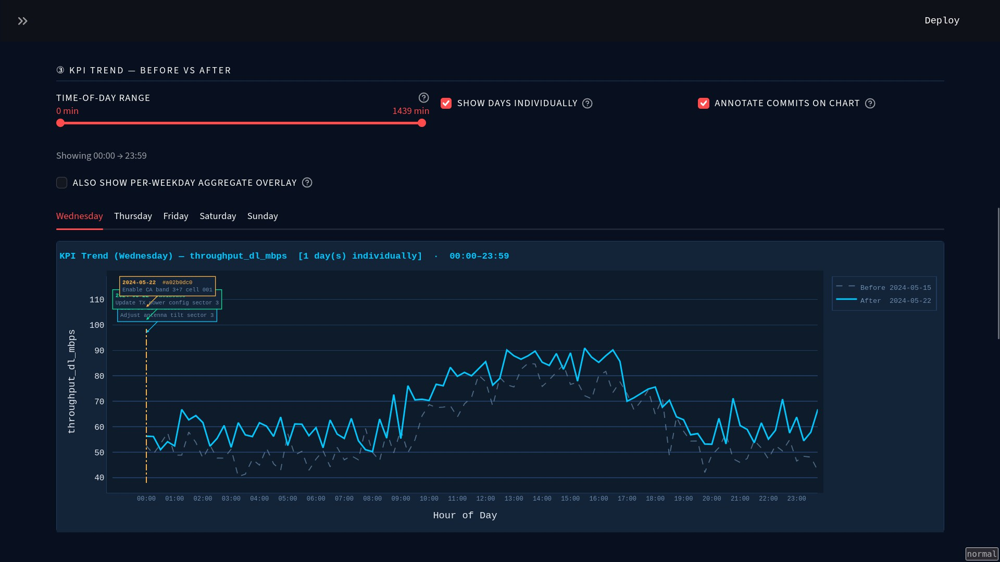 Deploy
③ KPI TREND — BEFORE VS AFTER
TIME-OF-DAY RANGE
0 min
1439 min
SHOW DAYS INDIVIDUALLY
ANNOTATE COMMITS ON CHART
Showing 00:00 → 23:59
ALSO SHOW PER-WEEKDAY AGGREGATE OVERLAY
Wednesday Thursday Friday Saturday Sunday
KPI Trend (Wednesday) — throughput_dl_mbps [1 day(s) individually] · 00:00–23:59
2024-05-22 #a02b0dc0
Enable CA band 3+7 cell 001
Update TX power config sector 3
Adjust antenna tilt sector 3
Before 2024-05-15
After 2024-05-22
throughput_dl_mbps
110
100
90
80
70
60
50
40
00:00 01:00 02:00 03:00 04:00 05:00 06:00 07:00 08:00 09:00 10:00 11:00 12:00 13:00 14:00 15:00 16:00 17:00 18:00 19:00 20:00 21:00 22:00 23:00
Hour of Day
normal